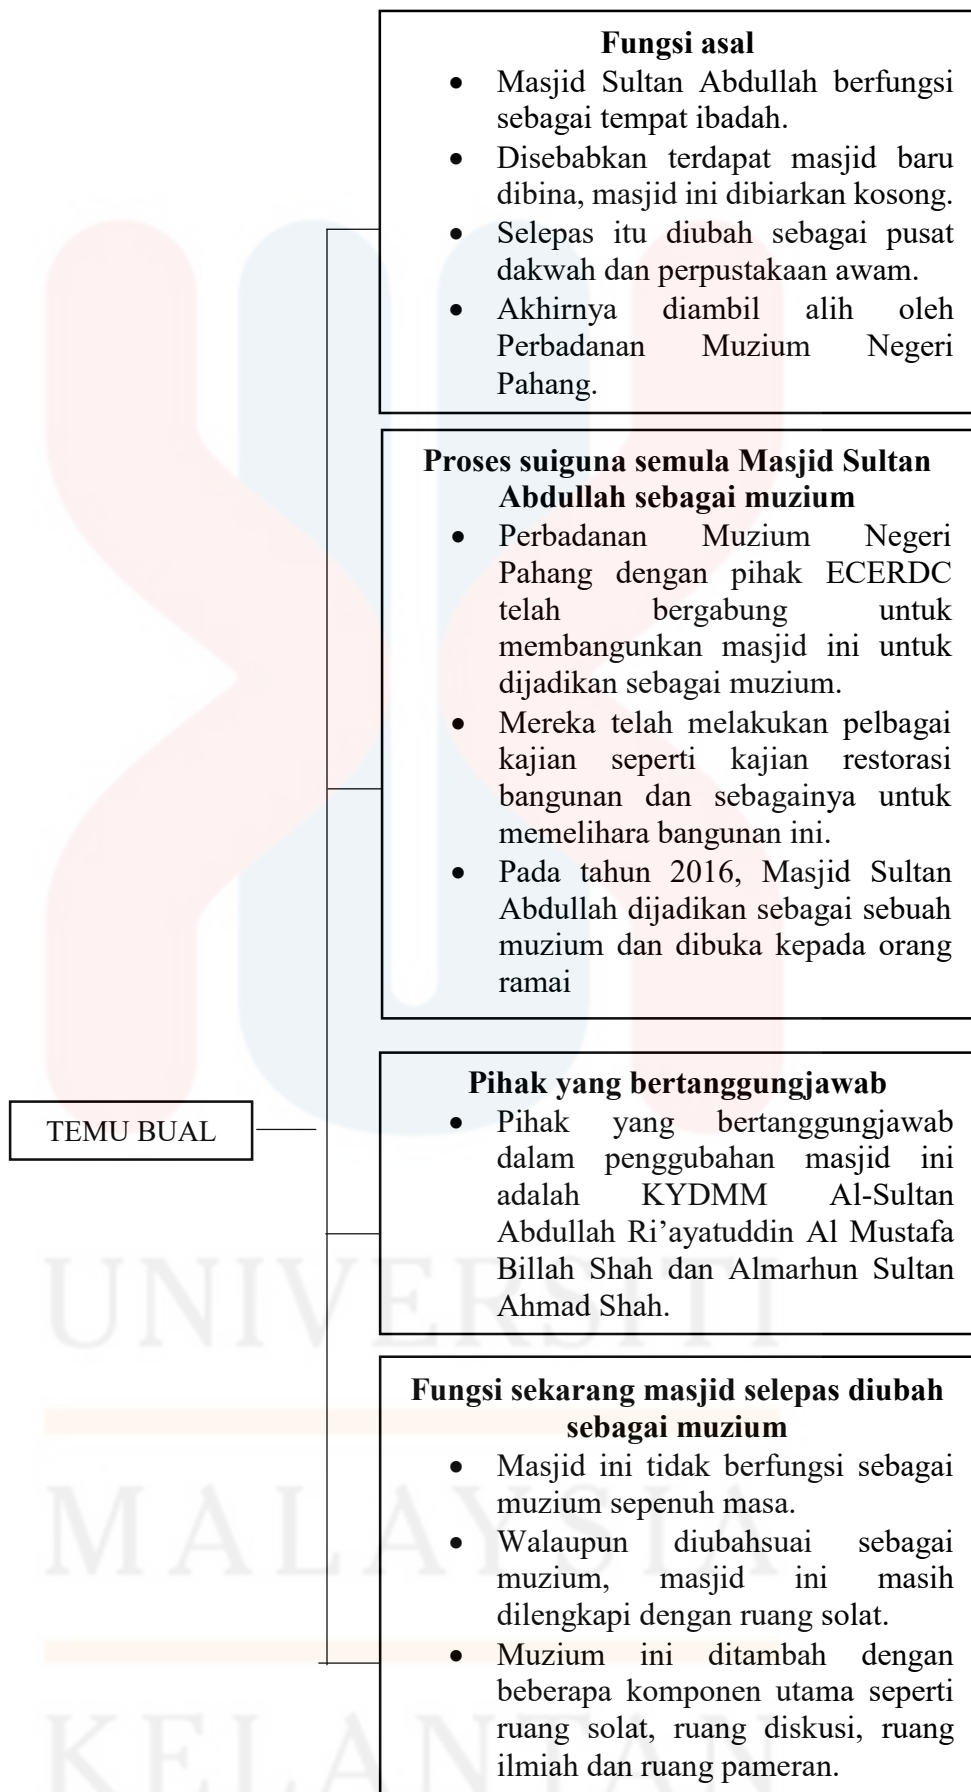 Fungsi asal
• Masjid Sultan Abdullah berfungsi
sebagai tempat ibadah.
• Disebabkan terdapat masjid baru
dibina, masjid ini dibiarkan kosong.
• Selepas itu diubah sebagai pusat
dakwah dan perpustakaan awam.
• Akhirnya diambil alih oleh
Perbadanan Muzium Negeri
Pahang.
Proses suiguna semula Masjid Sultan
Abdullah sebagai muzium
• Perbadanan Muzium Negeri
Pahang dengan pihak ECERDC
telah bergabung untuk
membangunkan masjid ini untuk
dijadikan sebagai muzium.
• Mereka telah melakukan pelbagai
kajian seperti kajian restorasi
bangunan dan sebagainya untuk
memelihara bangunan ini.
• Pada tahun 2016, Masjid Sultan
Abdullah dijadikan sebagai sebuah
muzium dan dibuka kepada orang
ramai
TEMU BUAL
Pihak yang bertanggungjawab
• Pihak yang bertanggungjawab
dalam penggubahan masjid ini
adalah KYDMM Al-Sultan
Abdullah Ri’ayatuddin Al Mustafa
Billah Shah dan Almarhun Sultan
Ahmad Shah.
Fungsi sekarang masjid selepas diubah
sebagai muzium
• Masjid ini tidak berfungsi sebagai
muzium sepenuh masa.
• Walaupun diubahsuai sebagai
muzium, masjid ini masih
dilengkapi dengan ruang solat.
• Muzium ini ditambah dengan
beberapa komponen utama seperti
ruang solat, ruang diskusi, ruang
ilmiah dan ruang pameran.
UNIVERSITI
MALAYSIA
KELANTAN